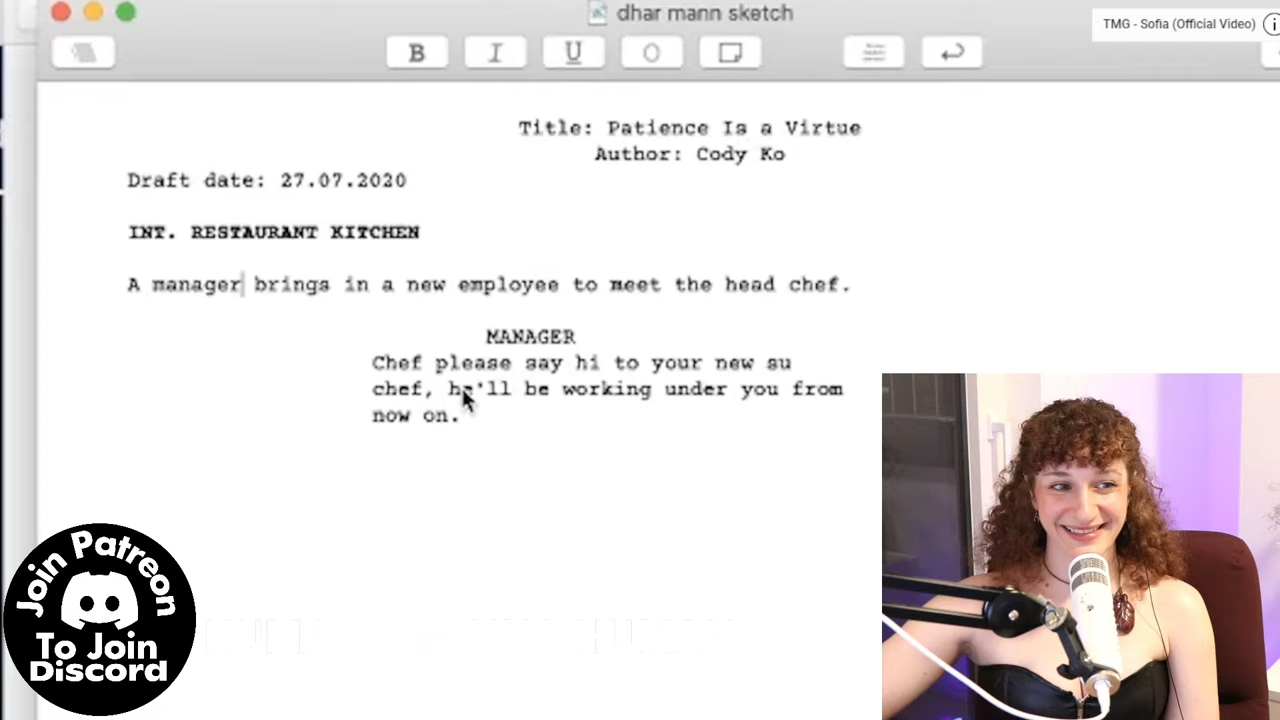 dhar mann sketch
TMG - Sofia (Official Video)
B I U O
Title: Patience Is a Virtue
Author: Cody Ko
Draft date: 27.07.2020
INT. RESTAURANT KITCHEN
A manager brings in a new employee to meet the head chef.
MANAGER
Chef please say hi to your new su
chef, he'll be working under you from
now on.
Join Patreon
To Join
Discord